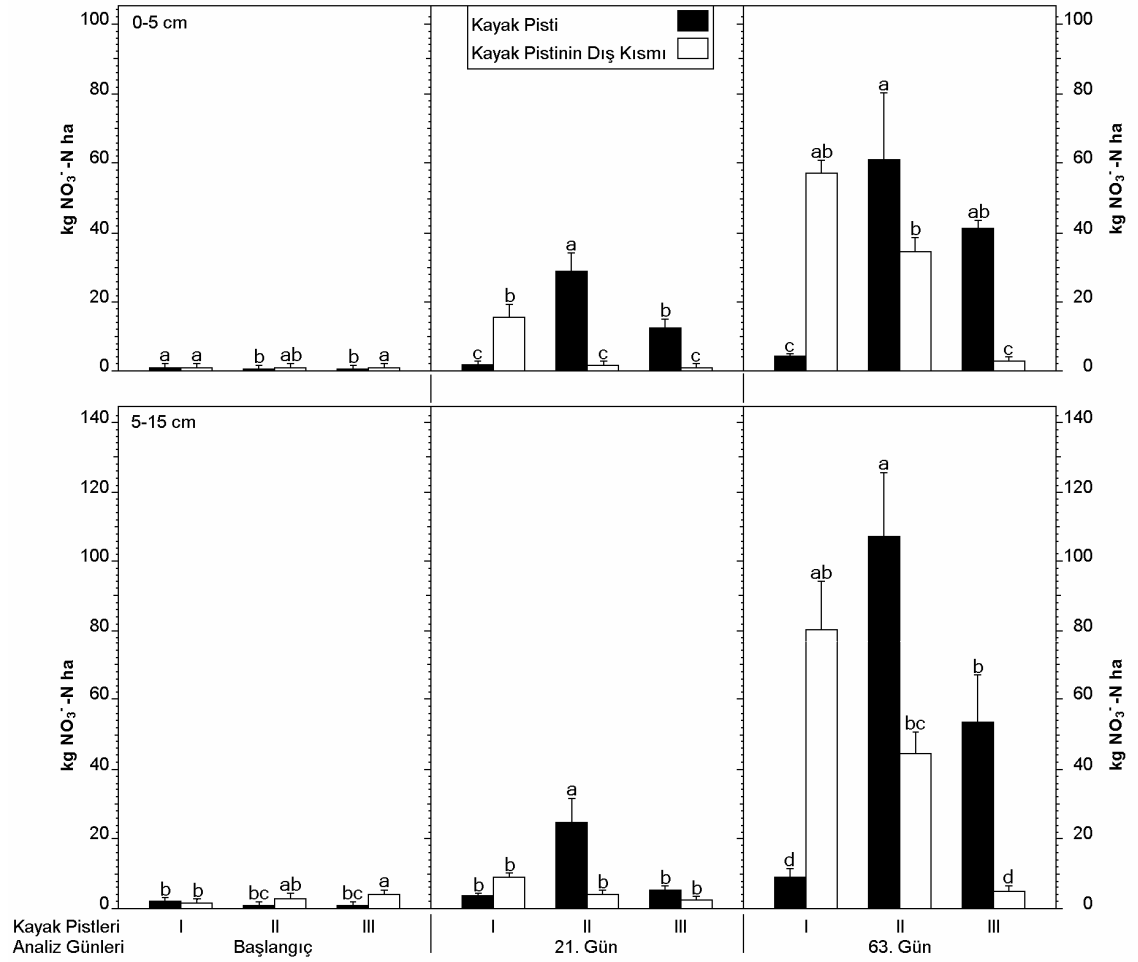 0-5 cm
Kayak Pisti
Kayak Pistinin Dış Kısmı
100 80 60 40 20 0
kg NO₃⁻-N ha
a a b ab b a
c b a c b c
c ab a b ab c
100 80 60 40 20 0
kg NO₃⁻-N ha
5-15 cm
140 120 100 80 60 40 20 0
kg NO₃⁻-N ha
b b bc ab bc a
b b a b b b
d ab a bc b d
140 120 100 80 60 40 20 0
kg NO₃⁻-N ha
Kayak Pistleri I II III I II III I II III
Analiz Günleri Başlangıç 21. Gün 63. Gün